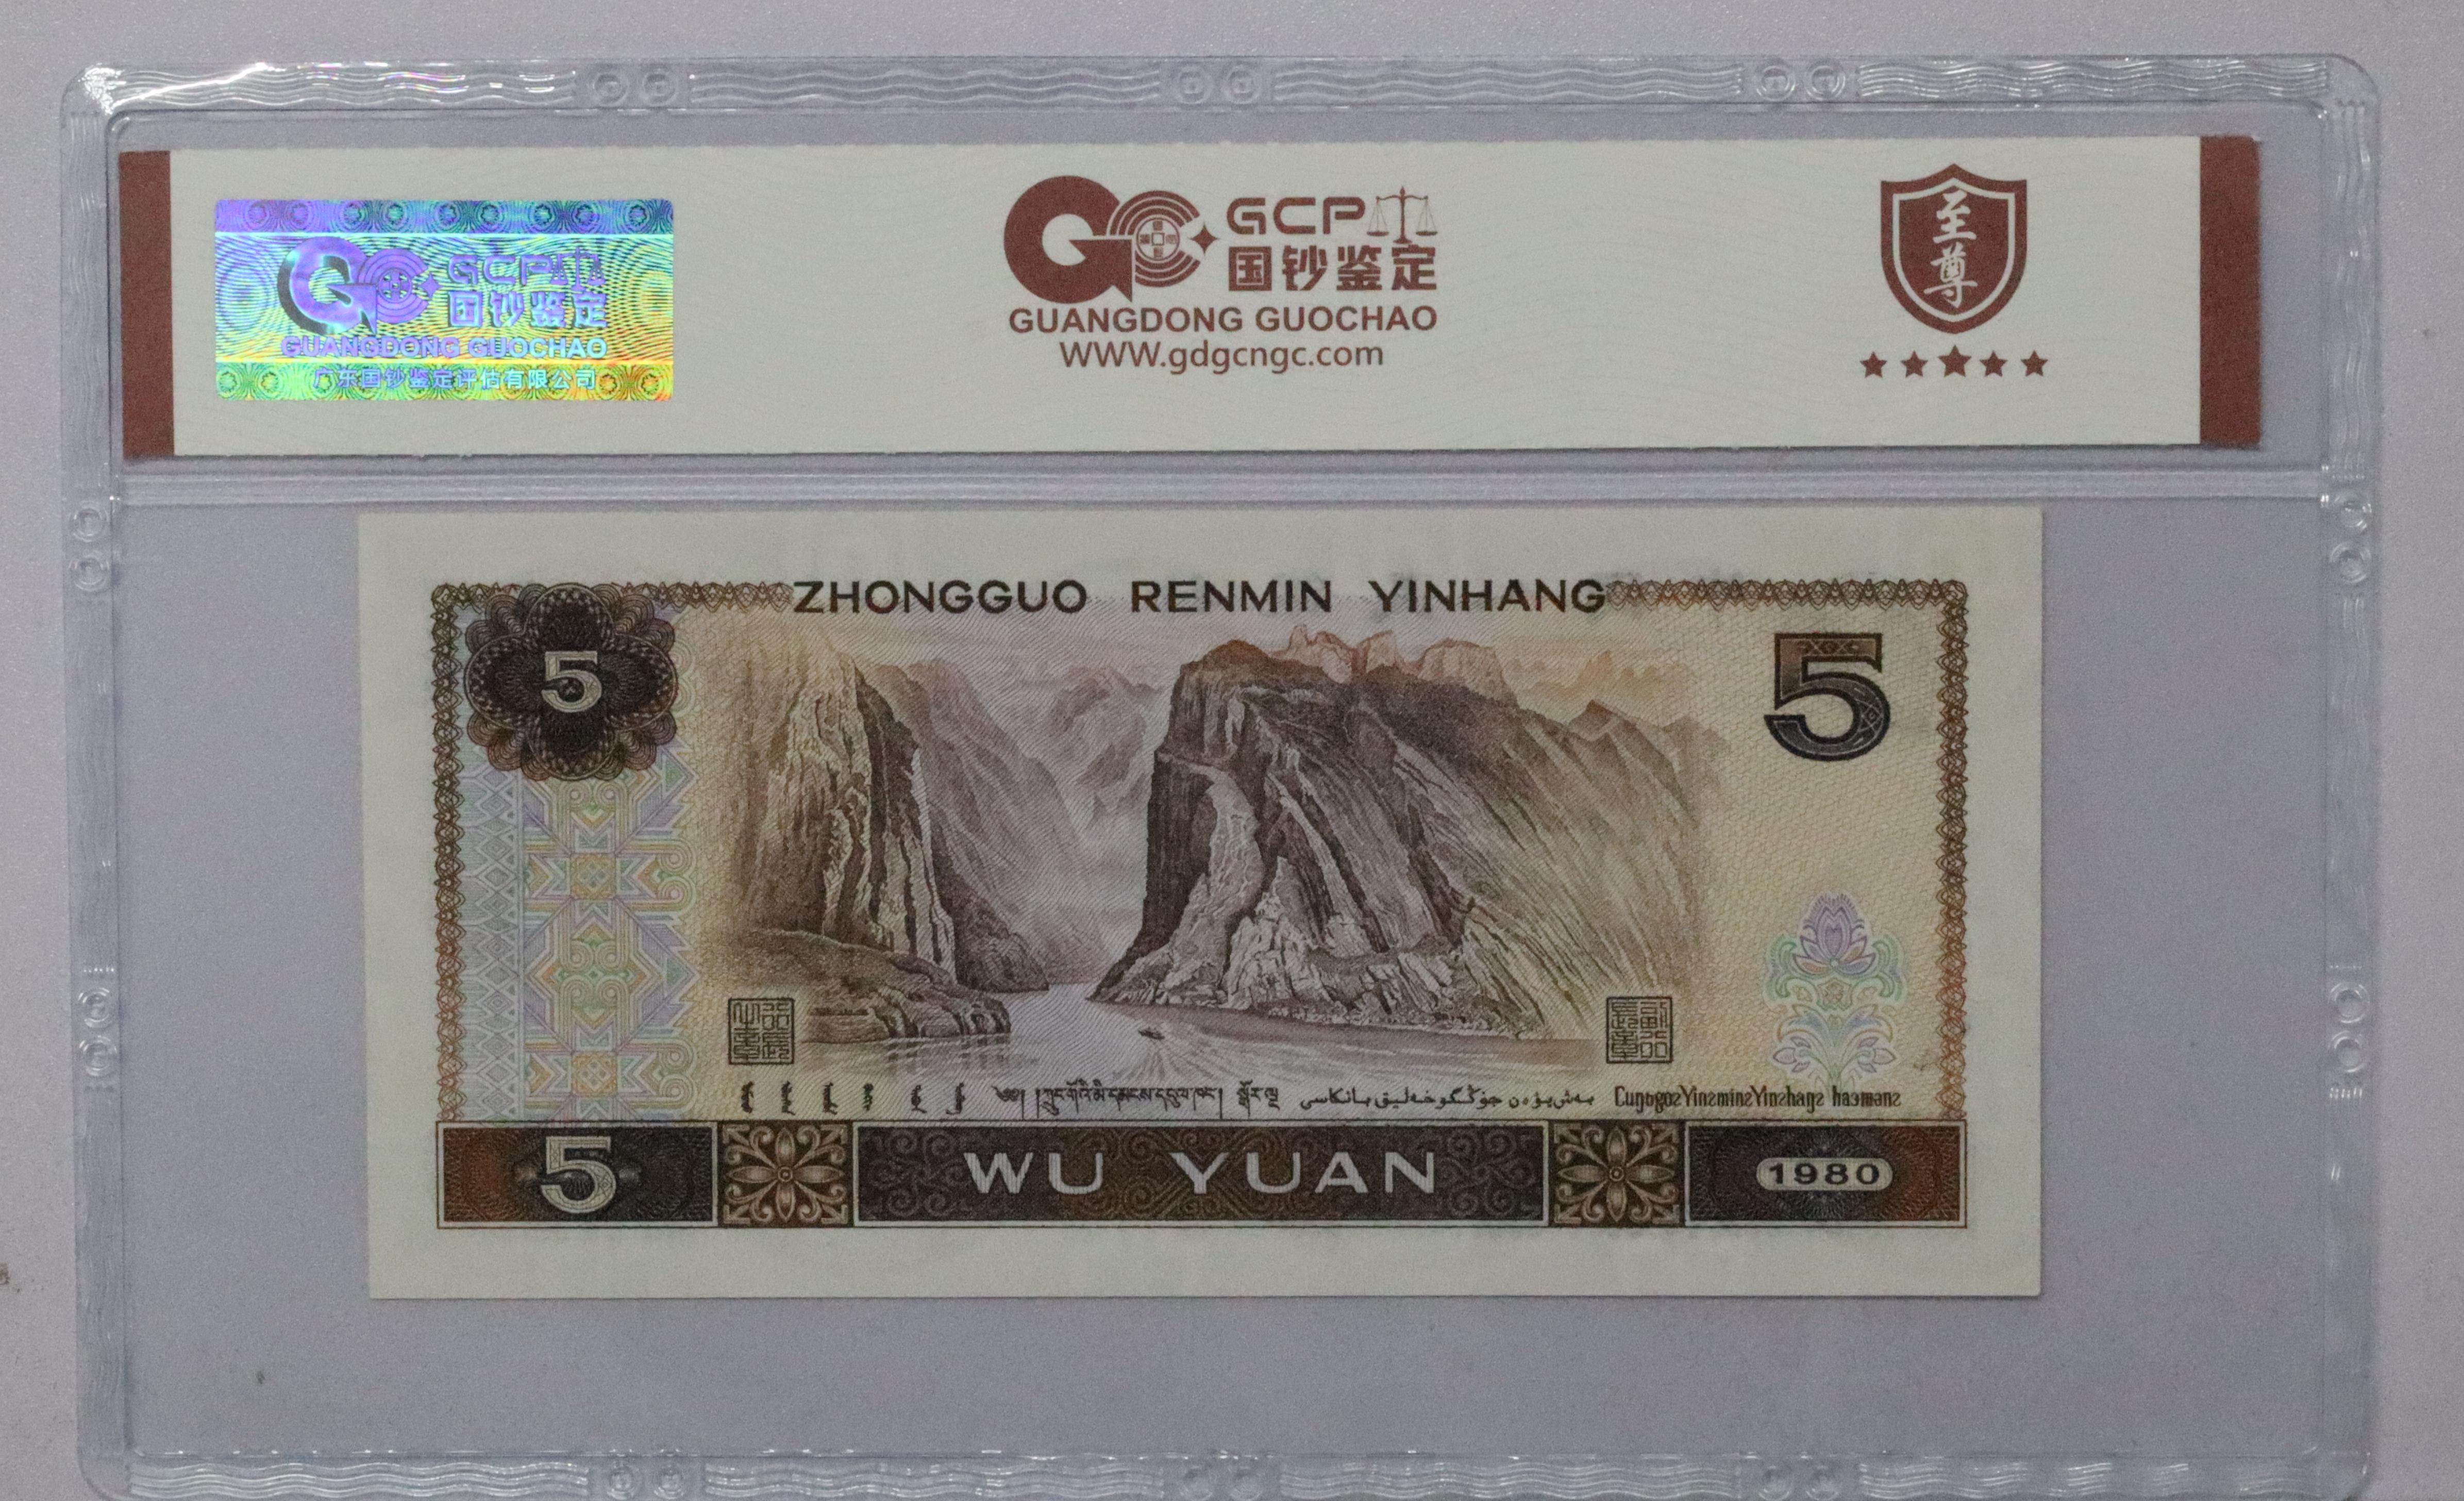 GCP
国钞鉴定
GUANGDONG GUOCHAO
广东国钞鉴定评估有限公司
GCP
国钞鉴定
GUANGDONG GUOCHAO
WWW.gdgcngc.com
至尊
ZHONGGUO RENMIN YINHANG
5
5
CuŋƅgoƨYinƨminƨYinƨhaŋƨ haɜmanƨ
5
WU YUAN
1980